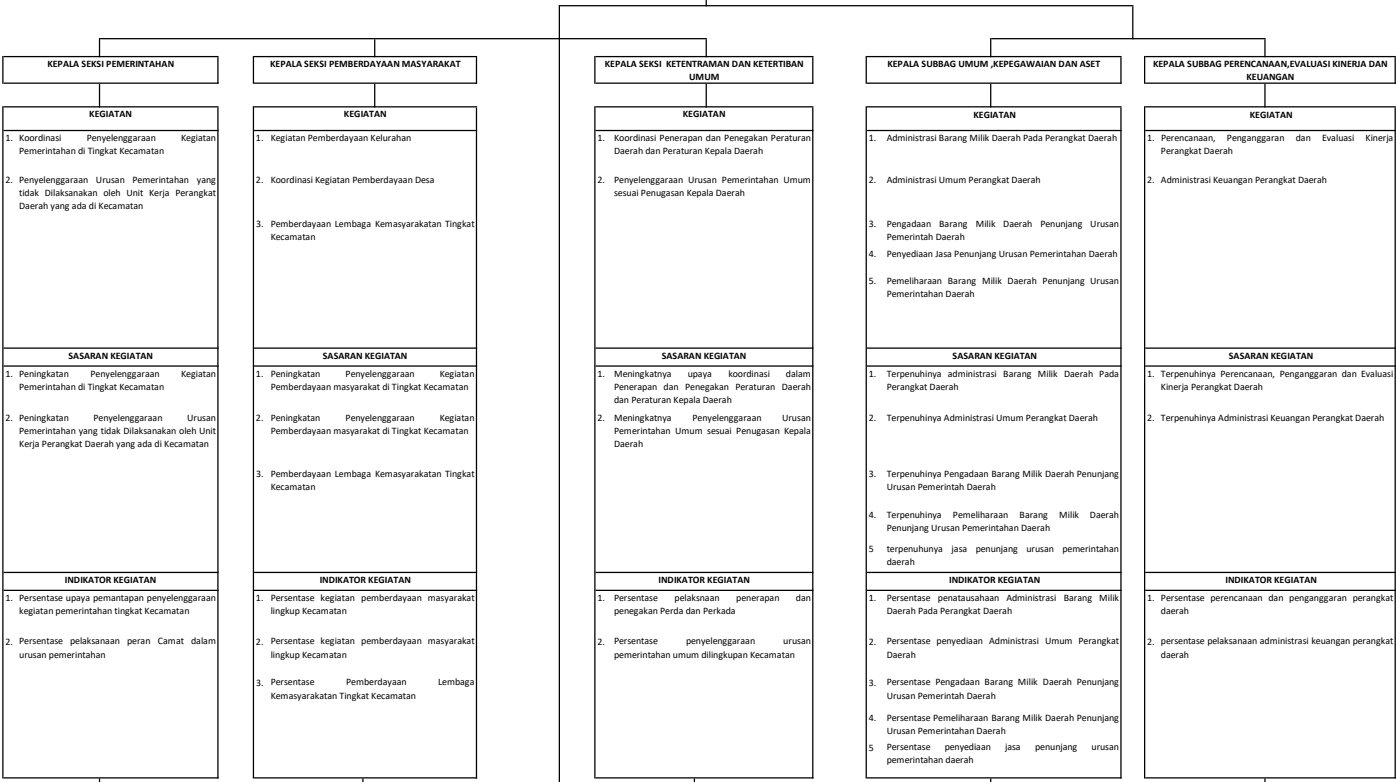 KEPALA SEKSI PEMERINTAHAN
KEGIATAN
1. Koordinasi Penyelenggaraan Kegiatan
Pemerintahan di Tingkat Kecamatan
2. Penyelenggaraan Urusan Pemerintahan yang
tidak Dilaksanakan oleh Unit Kerja Perangkat
Daerah yang ada di Kecamatan
SASARAN KEGIATAN
1. Peningkatan Penyelenggaraan Kegiatan
Pemerintahan di Tingkat Kecamatan
2. Peningkatan Penyelenggaraan Urusan
Pemerintahan yang tidak Dilaksanakan oleh Unit
Kerja Perangkat Daerah yang ada di Kecamatan
INDIKATOR KEGIATAN
1. Persentase upaya pemantapan penyelenggaraan
kegiatan pemerintahan tingkat Kecamatan
2. Persentase pelaksanaan peran Camat dalam
urusan pemerintahan
KEPALA SEKSI PEMBERDAYAAN MASYARAKAT
KEGIATAN
1. Kegiatan Pemberdayaan Kelurahan
2. Koordinasi Kegiatan Pemberdayaan Desa
3. Pemberdayaan Lembaga Kemasyarakatan Tingkat
Kecamatan
SASARAN KEGIATAN
1. Peningkatan Penyelenggaraan Kegiatan
Pemberdayaan masyarakat di Tingkat Kecamatan
2. Peningkatan Penyelenggaraan Kegiatan
Pemberdayaan masyarakat di Tingkat Kecamatan
3. Pemberdayaan Lembaga Kemasyarakatan Tingkat
Kecamatan
INDIKATOR KEGIATAN
1. Persentase kegiatan pemberdayaan masyarakat
lingkup Kecamatan
2. Persentase kegiatan pemberdayaan masyarakat
lingkup Kecamatan
3. Persentase Pemberdayaan Lembaga
Kemasyarakatan Tingkat Kecamatan
KEPALA SEKSI KETENTRAMAN DAN KETERTIBAN
UMUM
KEGIATAN
1. Koordinasi Penerapan dan Penegakan Peraturan
Daerah dan Peraturan Kepala Daerah
2. Penyelenggaraan Urusan Pemerintahan Umum
sesuai Penugasan Kepala Daerah
SASARAN KEGIATAN
1. Meningkatnya upaya koordinasi dalam
Penerapan dan Penegakan Peraturan Daerah
dan Peraturan Kepala Daerah
2. Meningkatnya Penyelenggaraan Urusan
Pemerintahan Umum sesuai Penugasan Kepala
Daerah
INDIKATOR KEGIATAN
1. Persentase pelaksnaan penerapan dan
penegakan Perda dan Perkada
2. Persentase penyelenggaraan urusan
pemerintahan umum dilingkupan Kecamatan
KEPALA SUBBAG UMUM ,KEPEGAWAIAN DAN ASET
KEGIATAN
1. Administrasi Barang Milik Daerah Pada Perangkat Daerah
2. Administrasi Umum Perangkat Daerah
3. Pengadaan Barang Milik Daerah Penunjang Urusan
Pemerintah Daerah
4. Penyediaan Jasa Penunjang Urusan Pemerintahan Daerah
5. Pemeliharaan Barang Milik Daerah Penunjang Urusan
Pemerintahan Daerah
SASARAN KEGIATAN
1. Terpenuhinya administrasi Barang Milik Daerah Pada
Perangkat Daerah
2. Terpenuhinya Administrasi Umum Perangkat Daerah
3. Terpenuhinya Pengadaan Barang Milik Daerah Penunjang
Urusan Pemerintah Daerah
4. Terpenuhinya Pemeliharaan Barang Milik Daerah
Penunjang Urusan Pemerintahan Daerah
5 terpenuhunya jasa penunjang urusan pemerintahan
daerah
INDIKATOR KEGIATAN
1. Persentase penatausahaan Administrasi Barang Milik
Daerah Pada Perangkat Daerah
2. Persentase penyediaan Administrasi Umum Perangkat
Daerah
3. Persentase Pengadaan Barang Milik Daerah Penunjang
Urusan Pemerintah Daerah
4. Persentase Pemeliharaan Barang Milik Daerah Penunjang
Urusan Pemerintahan Daerah
5 Persentase penyediaan jasa penunjang urusan
pemerintahan daerah
KEPALA SUBBAG PERENCANAAN,EVALUASI KINERJA DAN
KEUANGAN
KEGIATAN
1. Perencanaan, Penganggaran dan Evaluasi Kinerja
Perangkat Daerah
2. Administrasi Keuangan Perangkat Daerah
SASARAN KEGIATAN
1. Terpenuhinya Perencanaan, Penganggaran dan Evaluasi
Kinerja Perangkat Daerah
2. Terpenuhinya Administrasi Keuangan Perangkat Daerah
INDIKATOR KEGIATAN
1. Persentase perencanaan dan penganggaran perangkat
daerah
2. persentase pelaksanaan administrasi keuangan perangkat
daerah